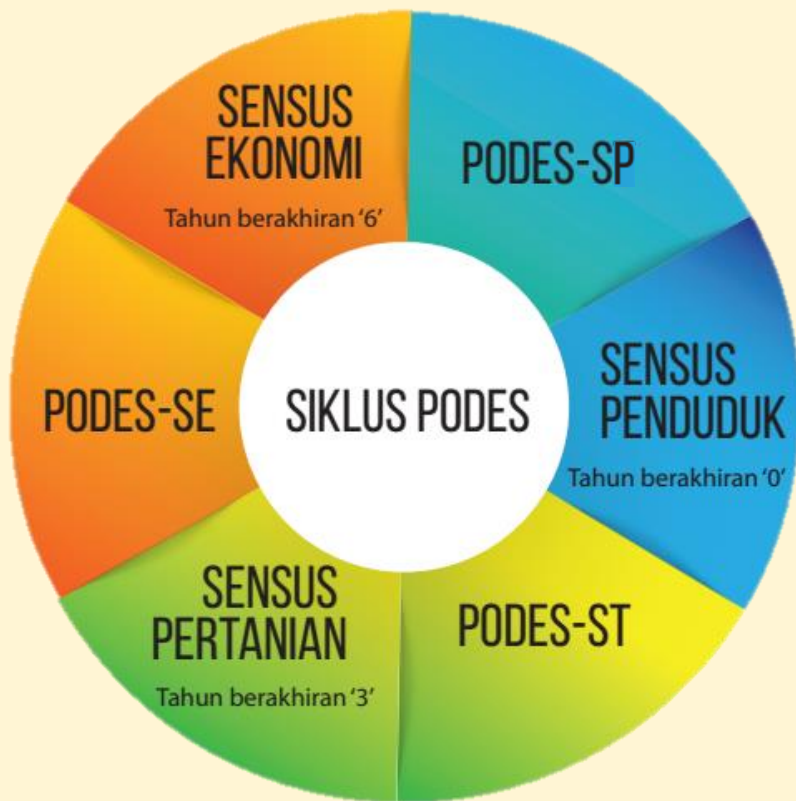 SENSUS
EKONOMI
Tahun berakhiran ‘6’
PODES-SP
SENSUS
PENDUDUK
Tahun berakhiran ‘0’
PODES-ST
SENSUS
PERTANIAN
Tahun berakhiran ‘3’
PODES-SE
SIKLUS PODES